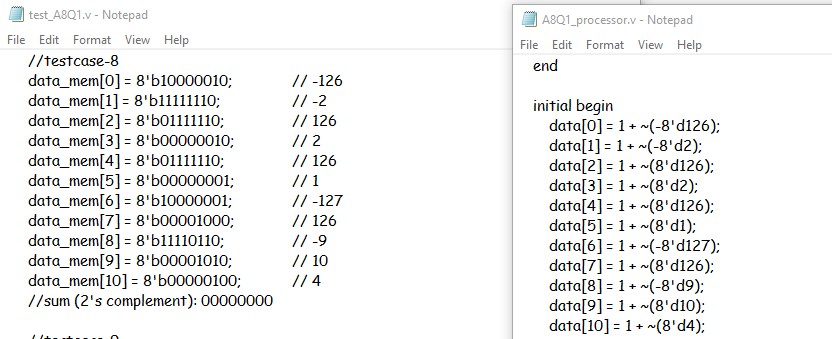 test_A8Q1.v - Notepad
File Edit Format View Help
//testcase-8
data_mem[0] = 8'b10000010; // -126
data_mem[1] = 8'b11111110; // -2
data_mem[2] = 8'b01111110; // 126
data_mem[3] = 8'b00000010; // 2
data_mem[4] = 8'b01111110; // 126
data_mem[5] = 8'b00000001; // 1
data_mem[6] = 8'b10000001; // -127
data_mem[7] = 8'b00001000; // 126
data_mem[8] = 8'b11110110; // -9
data_mem[9] = 8'b00001010; // 10
data_mem[10] = 8'b00000100; // 4
//sum (2's complement): 00000000
A8Q1_processor.v - Notepad
File Edit Format View Help
end
initial begin
data[0] = 1 + ~(-8'd126);
data[1] = 1 + ~(-8'd2);
data[2] = 1 + ~(8'd126);
data[3] = 1 + ~(8'd2);
data[4] = 1 + ~(8'd126);
data[5] = 1 + ~(8'd1);
data[6] = 1 + ~(-8'd127);
data[7] = 1 + ~(8'd126);
data[8] = 1 + ~(-8'd9);
data[9] = 1 + ~(8'd10);
data[10] = 1 + ~(8'd4);